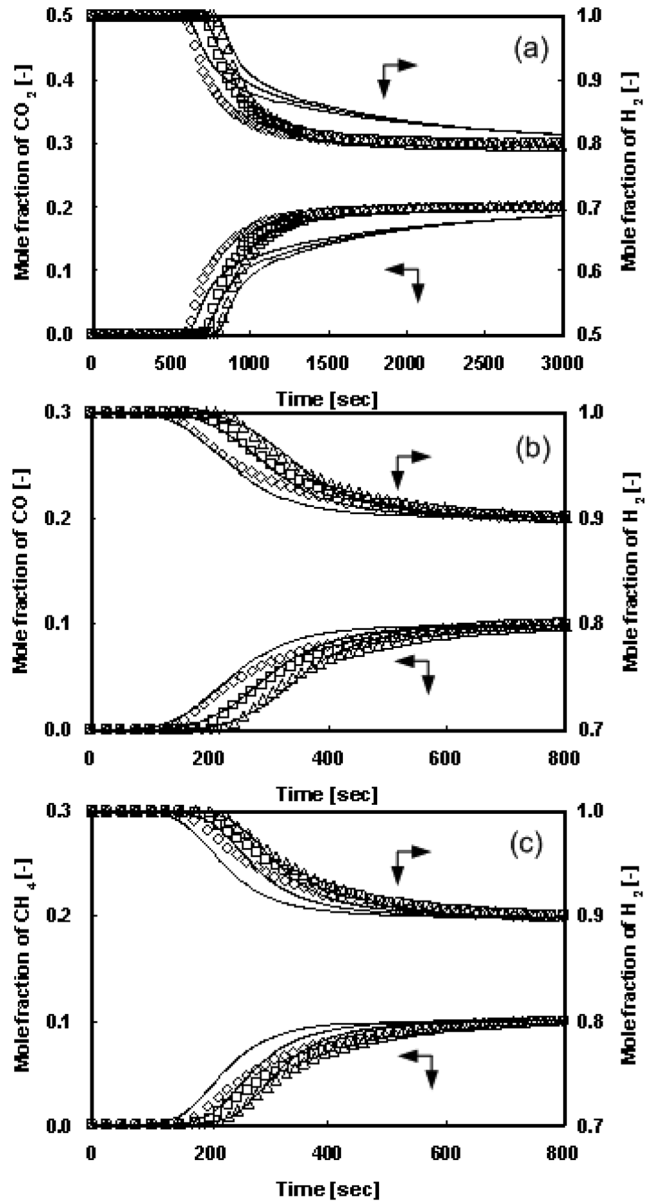 (a)
Mole fraction of CO2 [-]
0.5
0.4
0.3
0.2
0.1
0.0
Mole fraction of H2 [-]
1.0
0.9
0.8
0.7
0.6
0.5
0 500 1000 1500 2000 2500 3000
Time [sec]
(b)
Mole fraction of CO [-]
0.3
0.2
0.1
0.0
Mole fraction of H2 [-]
1.0
0.9
0.8
0.7
0 200 400 600 800
Time [sec]
(c)
Mole fraction of CH4 [-]
0.3
0.2
0.1
0.0
Mole fraction of H2 [-]
1.0
0.9
0.8
0.7
0 200 400 600 800
Time [sec]